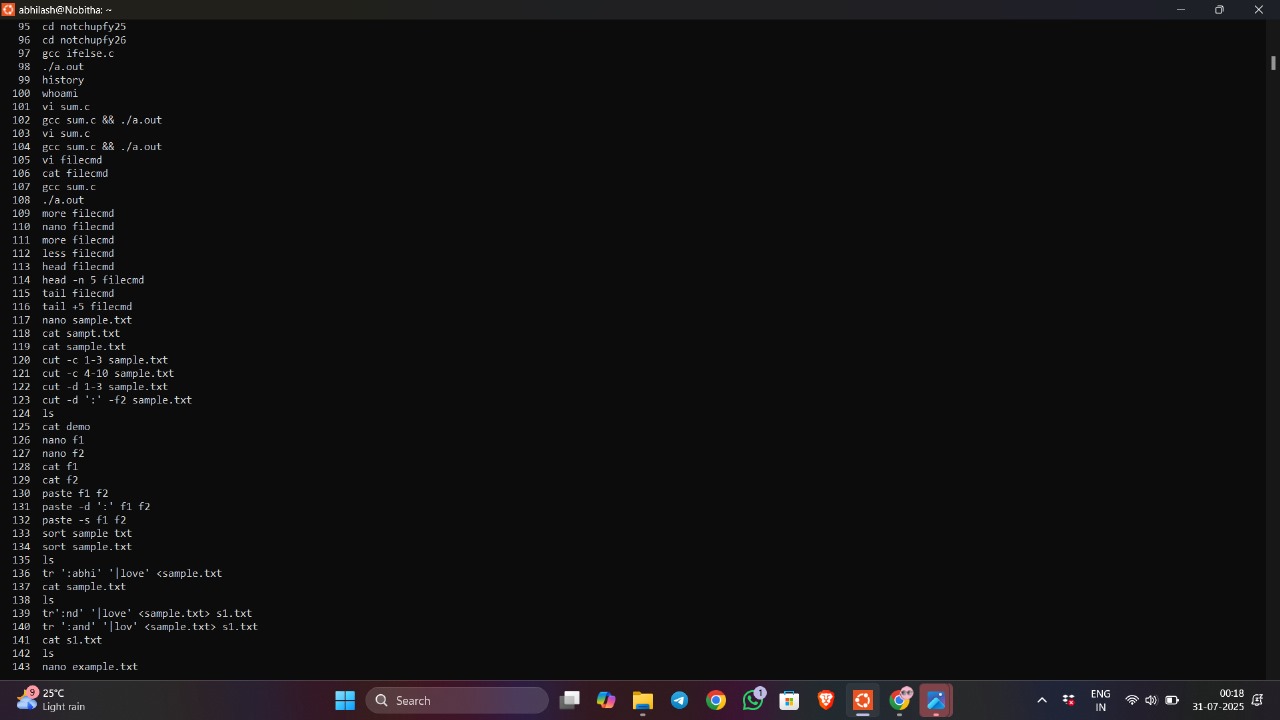 abhilash@Nobitha: ~
95 cd notchupfy25
96 cd notchupfy26
97 gcc ifelse.c
98 ./a.out
99 history
100 whoami
101 vi sum.c
102 gcc sum.c && ./a.out
103 vi sum.c
104 gcc sum.c && ./a.out
105 vi filecmd
106 cat filecmd
107 gcc sum.c
108 ./a.out
109 more filecmd
110 nano filecmd
111 more filecmd
112 less filecmd
113 head filecmd
114 head -n 5 filecmd
115 tail filecmd
116 tail +5 filecmd
117 nano sample.txt
118 cat sampt.txt
119 cat sample.txt
120 cut -c 1-3 sample.txt
121 cut -c 4-10 sample.txt
122 cut -d 1-3 sample.txt
123 cut -d ':' -f2 sample.txt
124 ls
125 cat demo
126 nano f1
127 nano f2
128 cat f1
129 cat f2
130 paste f1 f2
131 paste -d ':' f1 f2
132 paste -s f1 f2
133 sort sample txt
134 sort sample.txt
135 ls
136 tr ':abhi' '|love' <sample.txt
137 cat sample.txt
138 ls
139 tr':nd' '|love' <sample.txt> s1.txt
140 tr ':and' '|lov' <sample.txt> s1.txt
141 cat s1.txt
142 ls
143 nano example.txt
9
25°C
Light rain
Search
1
ENG
IN
00:18
31-07-2025